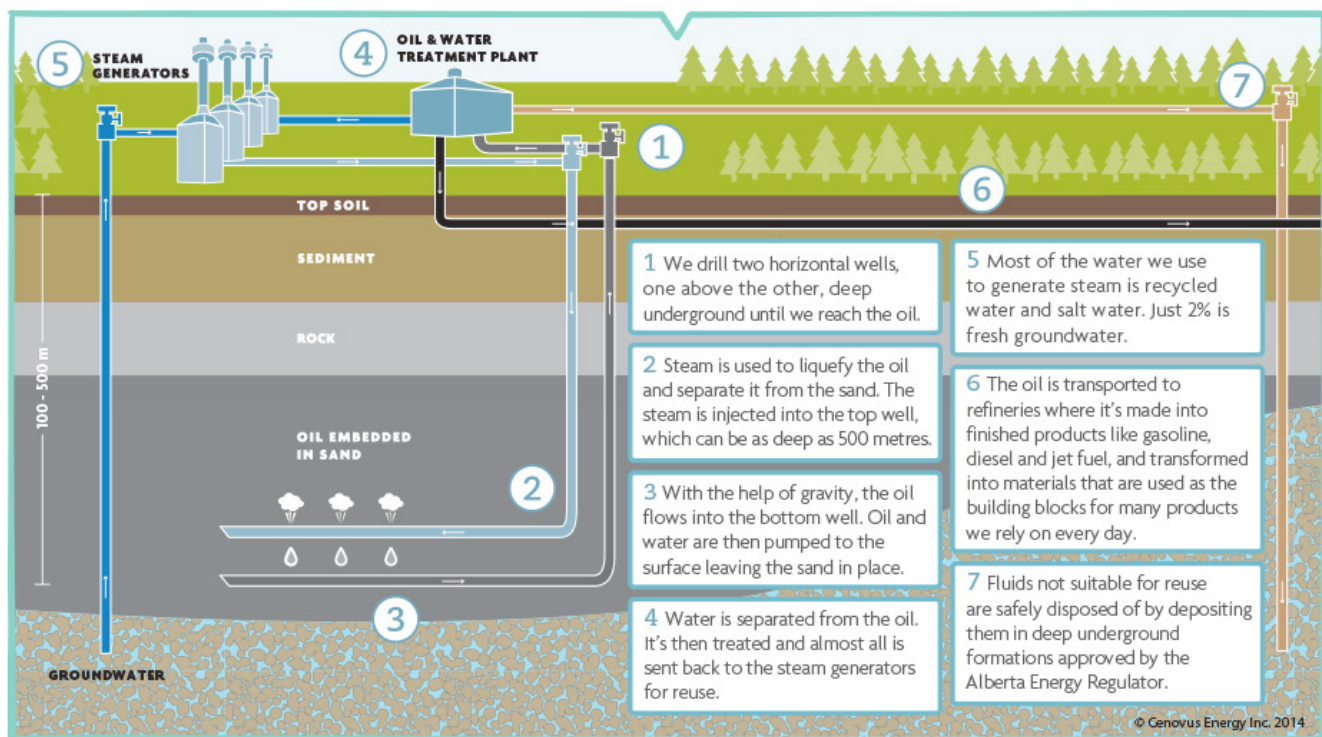 5
STEAM
GENERATORS
4
OIL & WATER
TREATMENT PLANT
7
1
6
TOP SOIL
SEDIMENT
ROCK
100 - 500 m
OIL EMBEDDED
IN SAND
2
3
GROUNDWATER
1 We drill two horizontal wells,
one above the other, deep
underground until we reach the oil.
2 Steam is used to liquefy the oil
and separate it from the sand. The
steam is injected into the top well,
which can be as deep as 500 metres.
3 With the help of gravity, the oil
flows into the bottom well. Oil and
water are then pumped to the
surface leaving the sand in place.
4 Water is separated from the oil.
It's then treated and almost all is
sent back to the steam generators
for reuse.
5 Most of the water we use
to generate steam is recycled
water and salt water. Just 2% is
fresh groundwater.
6 The oil is transported to
refineries where it's made into
finished products like gasoline,
diesel and jet fuel, and transformed
into materials that are used as the
building blocks for many products
we rely on every day.
7 Fluids not suitable for reuse
are safely disposed of by depositing
them in deep underground
formations approved by the
Alberta Energy Regulator.
© Cenovus Energy Inc. 2014